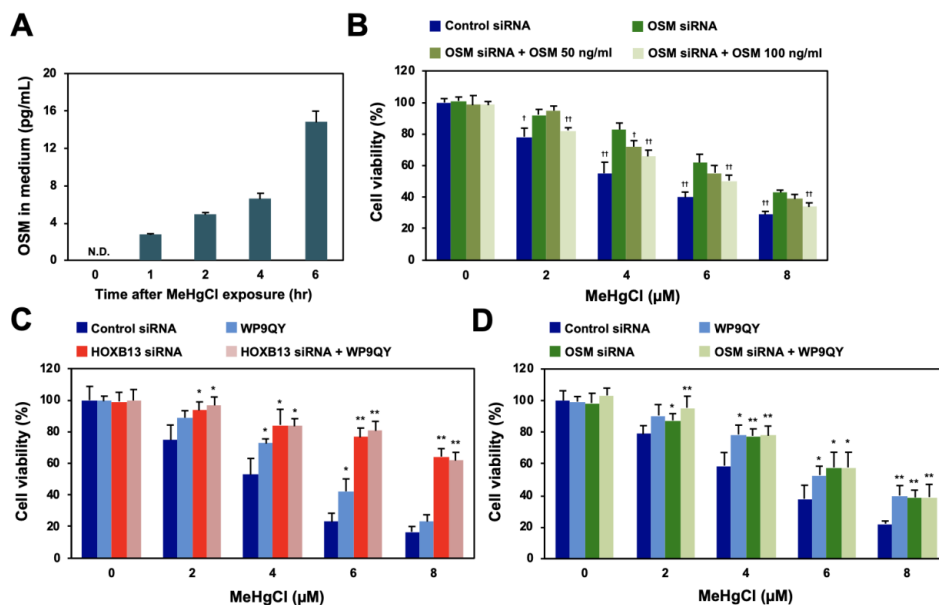 A
OSM in medium (pg/mL)
20
16
12
8
4
0
N.D.
0 1 2 4 6
Time after MeHgCl exposure (hr)
B
Control siRNA OSM siRNA
OSM siRNA + OSM 50 ng/ml OSM siRNA + OSM 100 ng/ml
Cell viability (%)
120
100
80
60
40
20
0
† ††
†† † ††
†† ††
†† ††
0 2 4 6 8
MeHgCl (μM)
C
Control siRNA WP9QY
HOXB13 siRNA HOXB13 siRNA + WP9QY
Cell viability (%)
120
100
80
60
40
20
0
* *
* * *
* ** **
** **
0 2 4 6 8
MeHgCl (μM)
D
Control siRNA WP9QY
OSM siRNA OSM siRNA + WP9QY
Cell viability (%)
120
100
80
60
40
20
0
* **
* ** **
* * *
** ** **
0 2 4 6 8
MeHgCl (μM)